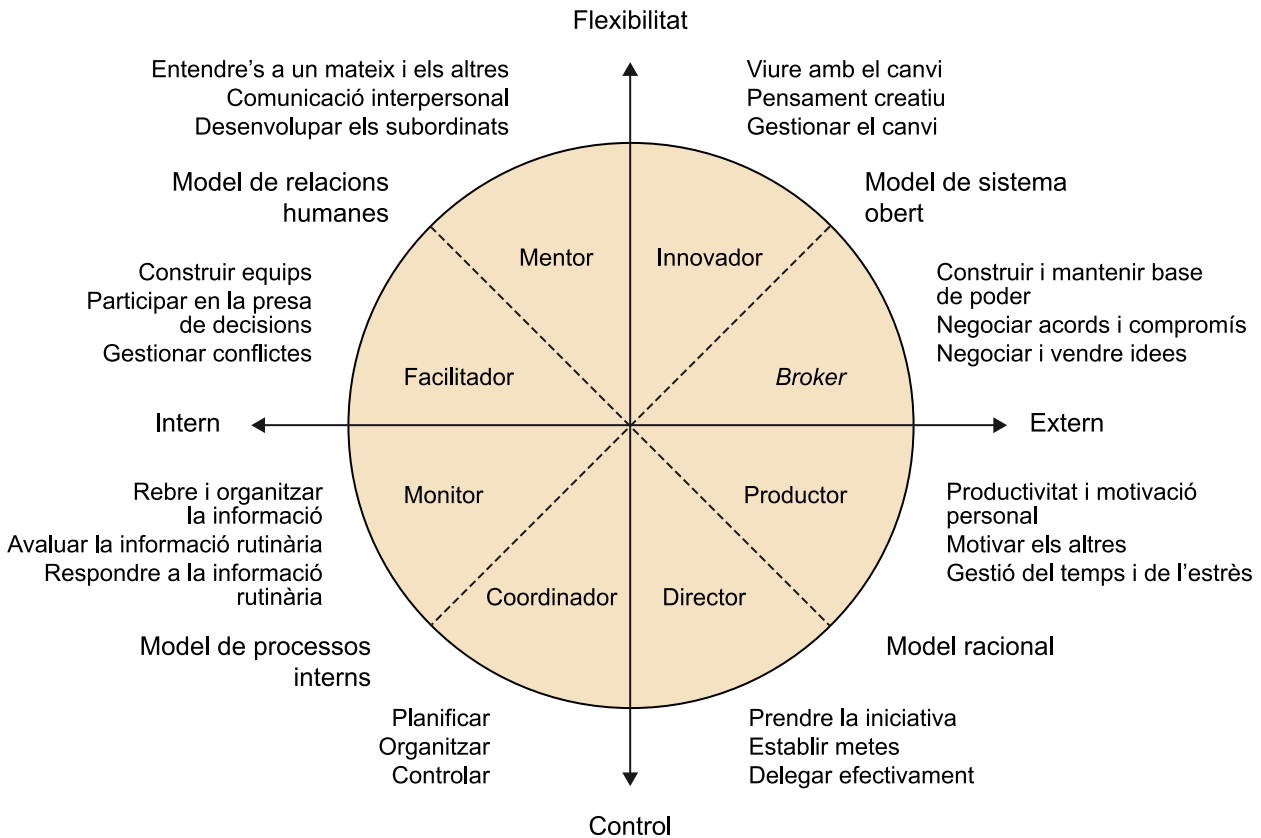 Flexibilitat
Entendre's a un mateix i els altres
Comunicació interpersonal
Desenvolupar els subordinats
Viure amb el canvi
Pensament creatiu
Gestionar el canvi
Model de relacions
humanes
Model de sistema
obert
Mentor
Innovador
Construir equips
Participar en la presa
de decisions
Gestionar conflictes
Construir i mantenir base
de poder
Negociar acords i compromís
Negociar i vendre idees
Facilitador
Broker
Intern
Extern
Rebre i organitzar
la informació
Avaluar la informació rutinària
Respondre a la informació
rutinària
Monitor
Productor
Productivitat i motivació
personal
Motivar els altres
Gestió del temps i de l'estrès
Coordinador
Director
Model de processos
interns
Model racional
Planificar
Organitzar
Controlar
Prendre la iniciativa
Establir metes
Delegar efectivament
Control